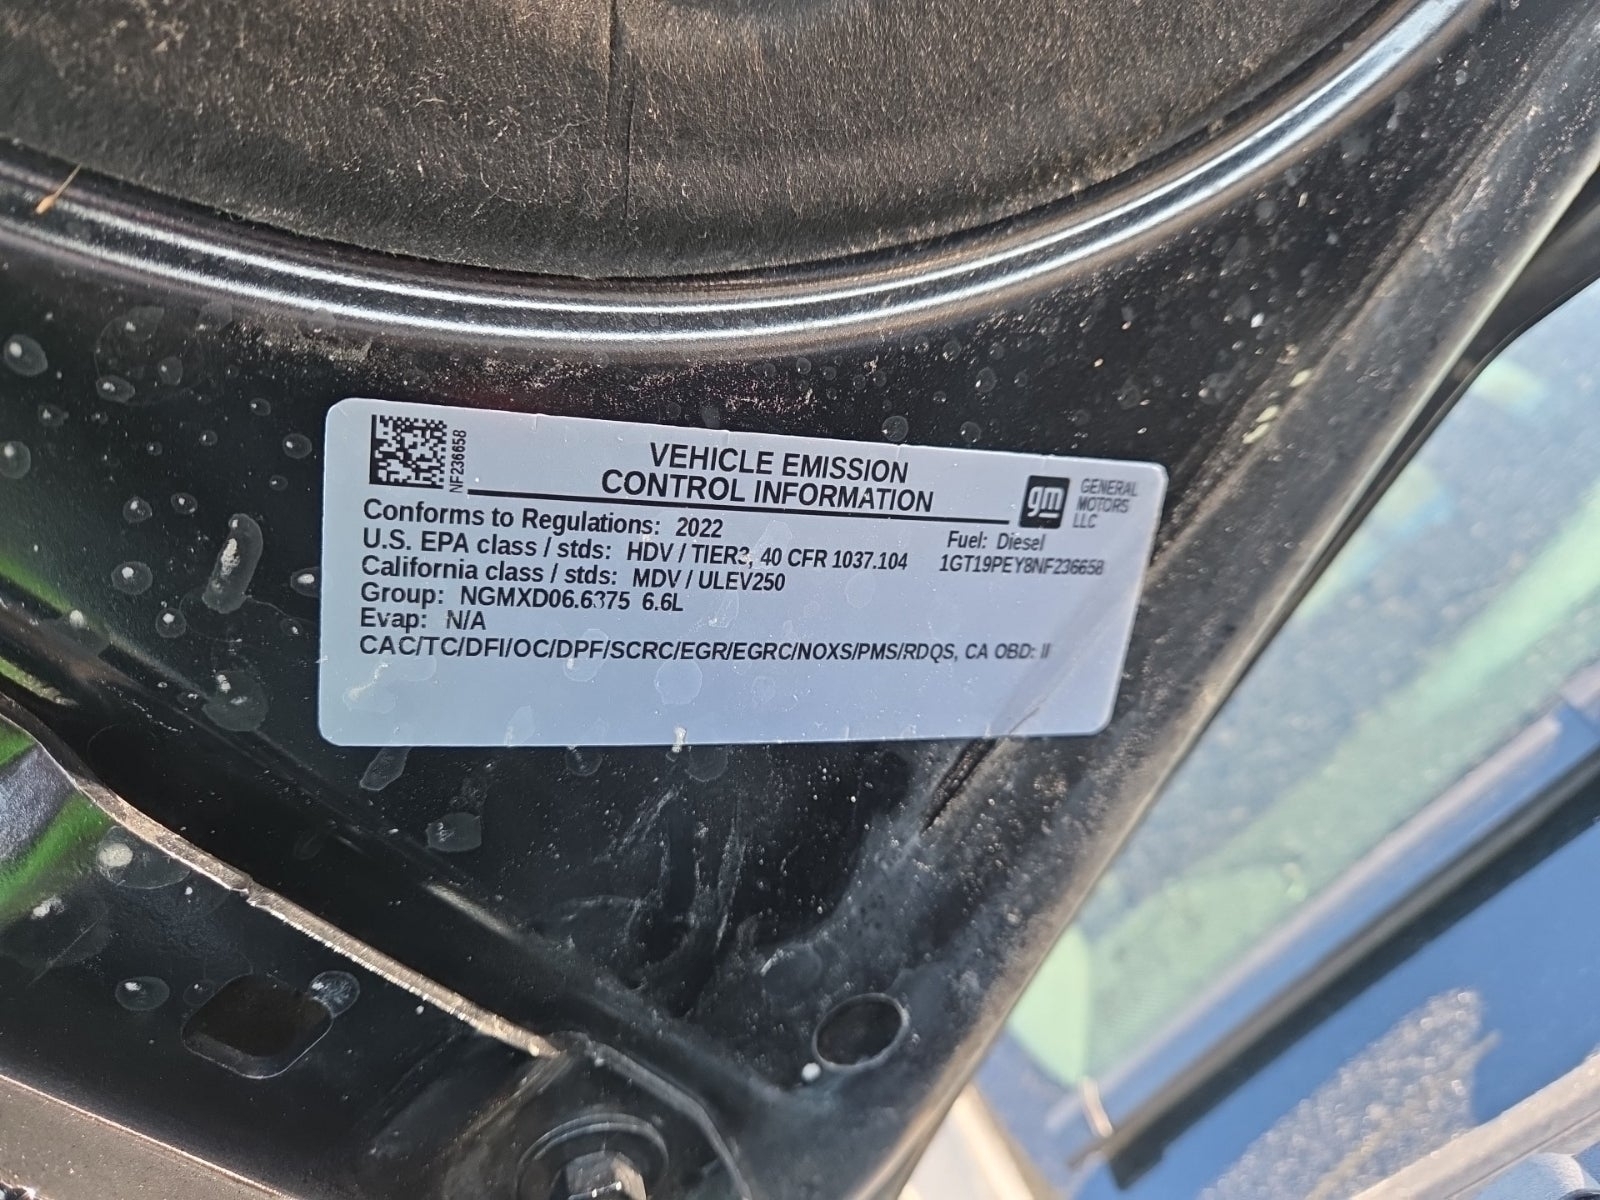 NF236658
VEHICLE EMISSION
CONTROL INFORMATION
gm GENERAL
MOTORS
LLC
Conforms to Regulations: 2022
Fuel: Diesel
U.S. EPA class / stds: HDV / TIER3, 40 CFR 1037.104
1GT19PEY8NF236658
California class / stds: MDV / ULEV250
Group: NGMXD06.6375 6.6L
Evap: N/A
CAC/TC/DFI/OC/DPF/SCRC/EGR/EGRC/NOXS/PMS/RDQS, CA OBD: II